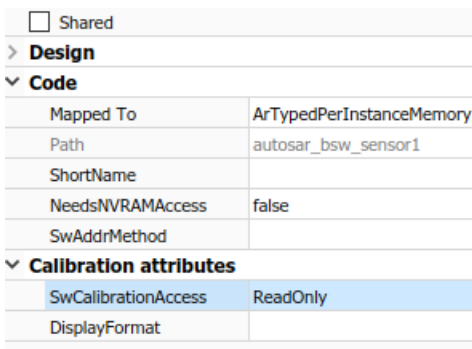 Shared
Design
Code
Mapped To ArTypedPerInstanceMemory
Path autosar_bsw_sensor1
ShortName
NeedsNVRAMAccess false
SwAddrMethod
Calibration attributes
SwCalibrationAccess ReadOnly
DisplayFormat